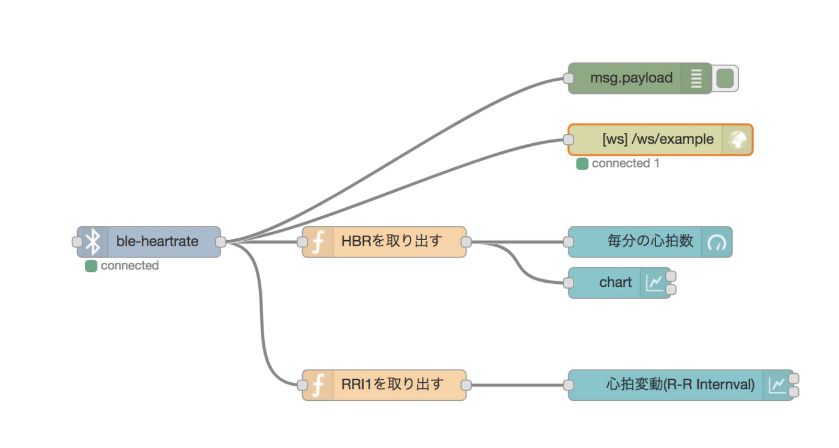 msg.payload
[ws] /ws/example
connected 1
ble-heartrate
connected
HBRを取り出す
毎分の心拍数
chart
RRI1を取り出す
心拍変動(R-R Internval)